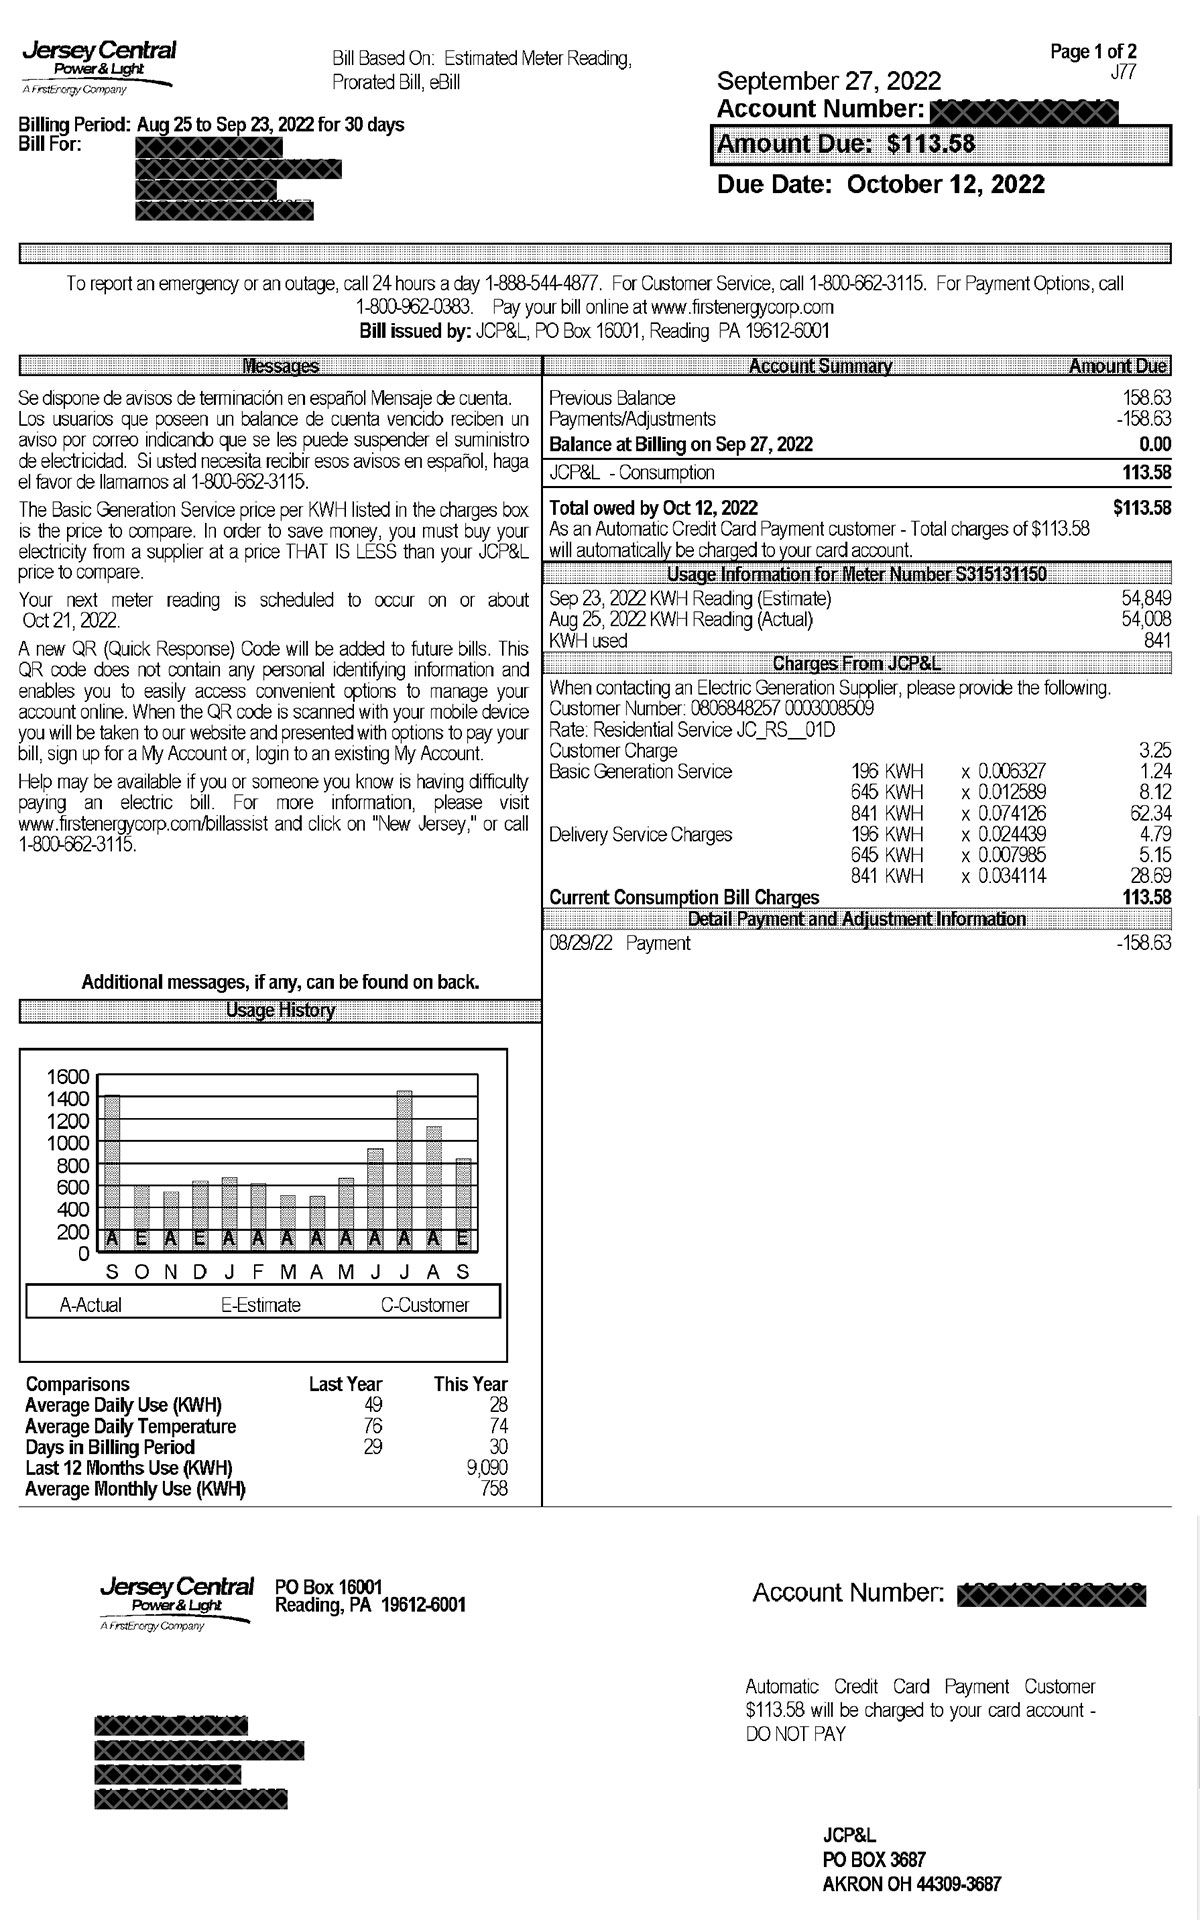 Jersey Central
Power & Light
A FirstEnergy Company
Bill Based On: Estimated Meter Reading,
Prorated Bill, eBill
Page 1 of 2
J77
September 27, 2022
Account Number:
Amount Due: $113.58
Due Date: October 12, 2022
Billing Period: Aug 25 to Sep 23, 2022 for 30 days
Bill For:
To report an emergency or an outage, call 24 hours a day 1-888-544-4877. For Customer Service, call 1-800-662-3115. For Payment Options, call
1-800-962-0383. Pay your bill online at www.firstenergycorp.com
Bill issued by: JCP&L, PO Box 16001, Reading PA 19612-6001
Messages
Se dispone de avisos de terminación en español Mensaje de cuenta.
Los usuarios que poseen un balance de cuenta vencido reciben un
aviso por correo indicando que se les puede suspender el suministro
de electricidad. Si usted necesita recibir esos avisos en español, haga
el favor de llamarnos al 1-800-662-3115.
The Basic Generation Service price per KWH listed in the charges box
is the price to compare. In order to save money, you must buy your
electricity from a supplier at a price THAT IS LESS than your JCP&L
price to compare.
Your next meter reading is scheduled to occur on or about
Oct 21, 2022.
A new QR (Quick Response) Code will be added to future bills. This
QR code does not contain any personal identifying information and
enables you to easily access convenient options to manage your
account online. When the QR code is scanned with your mobile device
you will be taken to our website and presented with options to pay your
bill, sign up for a My Account or, login to an existing My Account.
Help may be available if you or someone you know is having difficulty
paying an electric bill. For more information, please visit
www.firstenergycorp.com/billassist and click on "New Jersey," or call
1-800-662-3115.
Additional messages, if any, can be found on back.
Account Summary Amount Due
Previous Balance 158.63
Payments/Adjustments -158.63
Balance at Billing on Sep 27, 2022 0.00
JCP&L - Consumption 113.58
Total owed by Oct 12, 2022 $113.58
As an Automatic Credit Card Payment customer - Total charges of $113.58
will automatically be charged to your card account.
Usage Information for Meter Number S315131150
Sep 23, 2022 KWH Reading (Estimate) 54,849
Aug 25, 2022 KWH Reading (Actual) 54,008
KWH used 841
Charges From JCP&L
When contacting an Electric Generation Supplier, please provide the following.
Customer Number: 0806848257 0003008509
Rate: Residential Service JC_RS__01D
Customer Charge 3.25
Basic Generation Service 196 KWH x 0.006327 1.24
645 KWH x 0.012589 8.12
841 KWH x 0.074126 62.34
Delivery Service Charges 196 KWH x 0.024439 4.79
645 KWH x 0.007985 5.15
841 KWH x 0.034114 28.69
Current Consumption Bill Charges 113.58
Detail Payment and Adjustment Information
08/29/22 Payment -158.63
Usage History
1600
1400
1200
1000
800
600
400
200
0
A E A E A A A A A A A A E
S O N D J F M A M J J A S
A-Actual E-Estimate C-Customer
Comparisons Last Year This Year
Average Daily Use (KWH) 49 28
Average Daily Temperature 76 74
Days in Billing Period 29 30
Last 12 Months Use (KWH) 9,090
Average Monthly Use (KWH) 758
Jersey Central
Power & Light
A FirstEnergy Company
PO Box 16001
Reading, PA 19612-6001
Account Number:
Automatic Credit Card Payment Customer
$113.58 will be charged to your card account -
DO NOT PAY
JCP&L
PO BOX 3687
AKRON OH 44309-3687